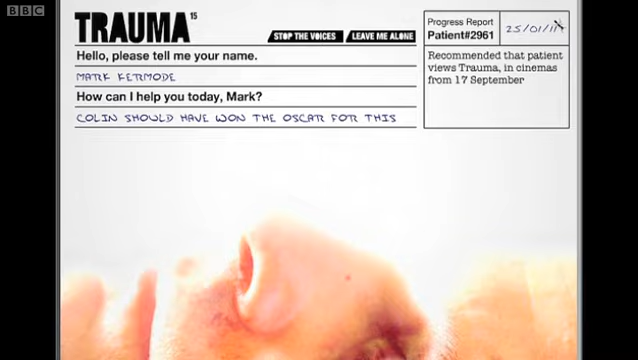 BBC
TRAUMA 15
STOP THE VOICES LEAVE ME ALONE
Hello, please tell me your name.
MARK KERMODE
How can I help you today, Mark?
COLIN SHOULD HAVE WON THE OSCAR FOR THIS
Progress Report
Patient#2961
25/01/11
Recommended that patient
views Trauma, in cinemas
from 17 September